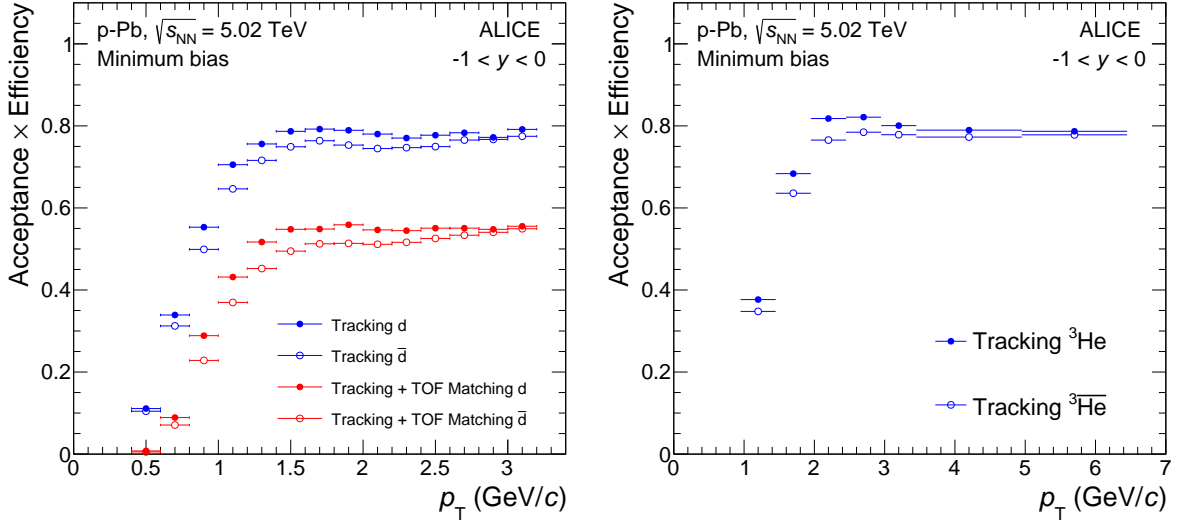 p-Pb, √s_NN = 5.02 TeV
ALICE
Minimum bias
-1 < y < 0
Acceptance × Efficiency
1
0.8
0.6
0.4
0.2
0
Tracking d
Tracking d̅
Tracking + TOF Matching d
Tracking + TOF Matching d̅
0 0.5 1 1.5 2 2.5 3
p_T (GeV/c)
p-Pb, √s_NN = 5.02 TeV
ALICE
Minimum bias
-1 < y < 0
Acceptance × Efficiency
1
0.8
0.6
0.4
0.2
0
Tracking ³He
Tracking ³H̅e̅
0 1 2 3 4 5 6 7
p_T (GeV/c)